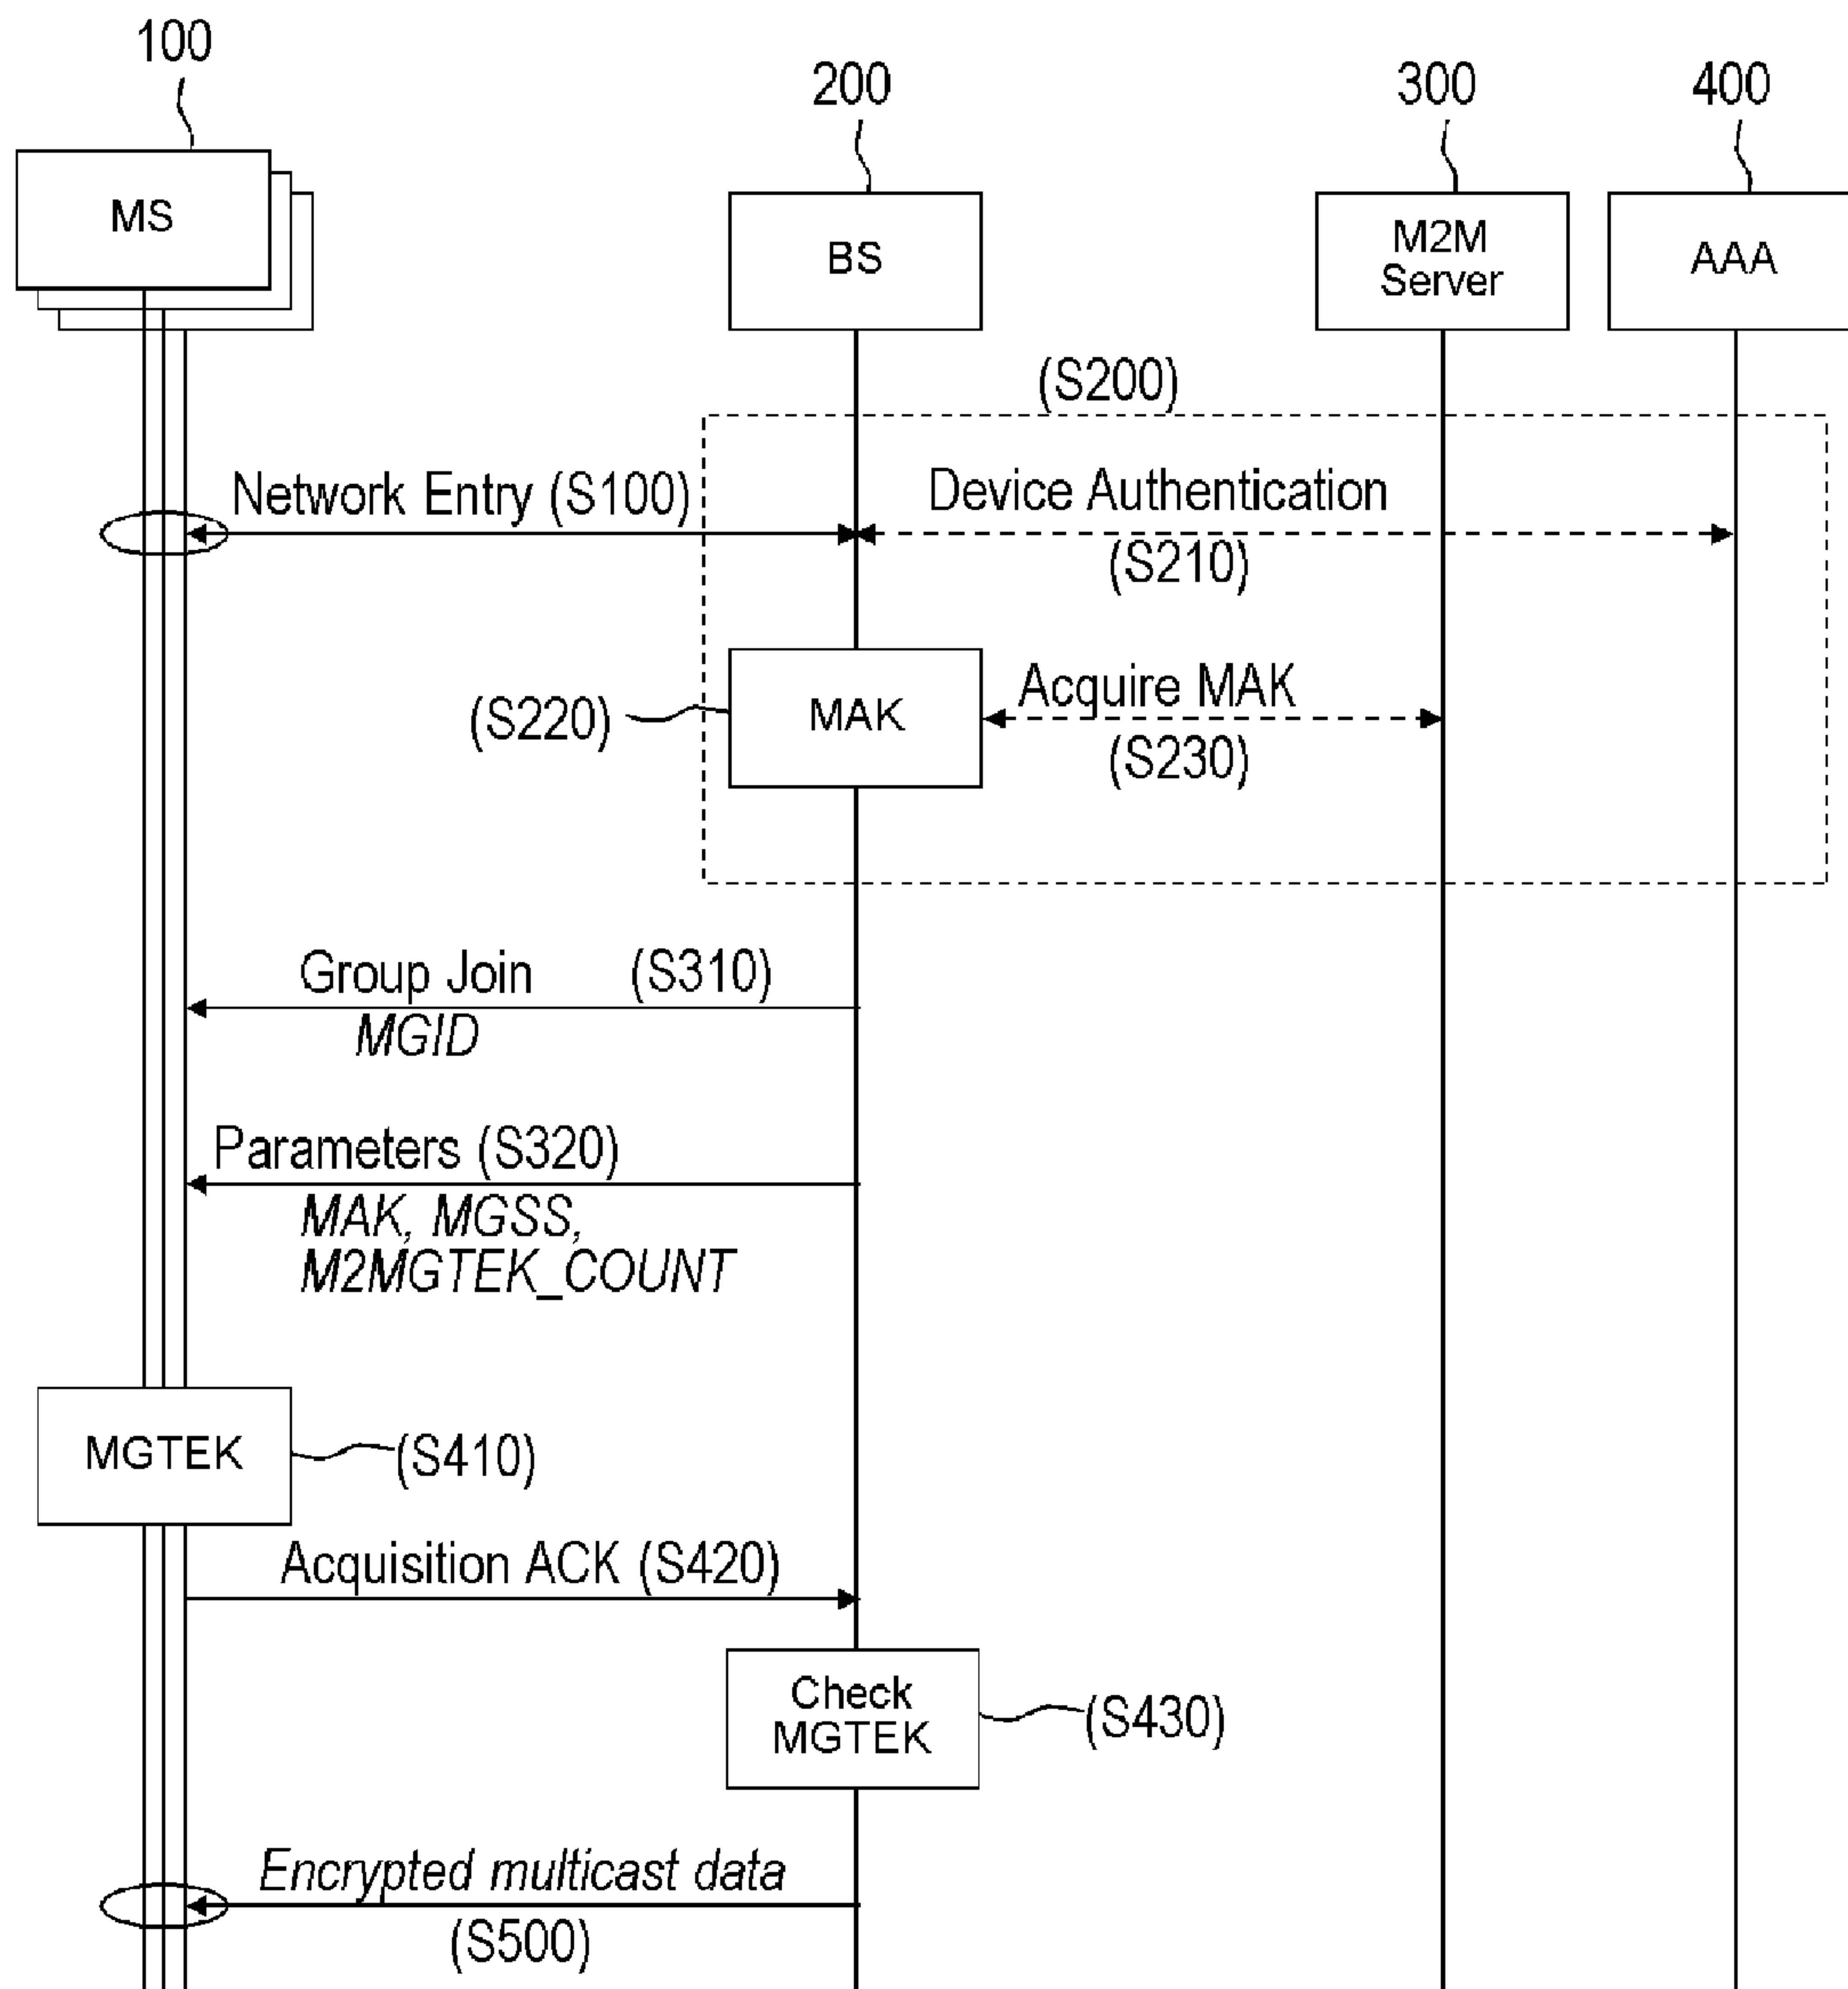 100
200
300
400
MS
BS
M2M
Server
AAA
(S200)
Network Entry (S100)
Device Authentication
(S210)
(S220)
MAK
Acquire MAK
(S230)
Group Join (S310)
MGID
Parameters (S320)
MAK, MGSS,
M2MGTEK_COUNT
MGTEK
(S410)
Acquisition ACK (S420)
Check
MGTEK
(S430)
Encrypted multicast data
(S500)